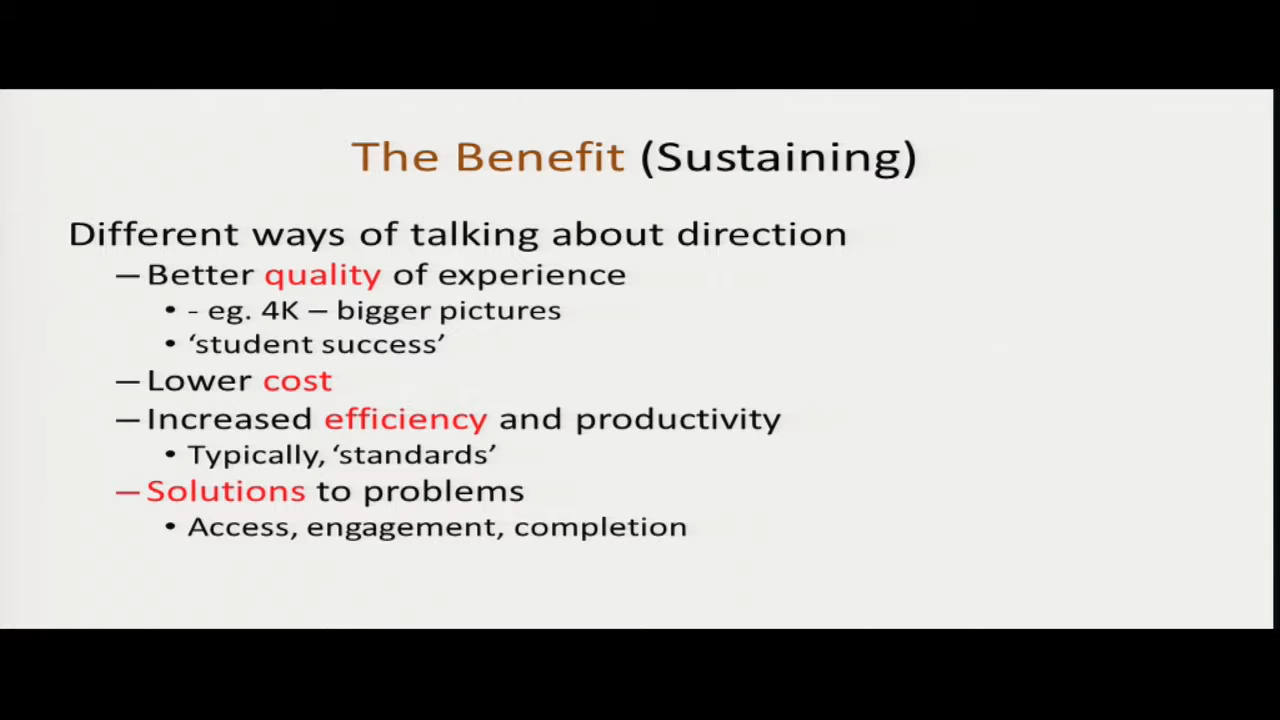 The Benefit (Sustaining)
Different ways of talking about direction
– Better quality of experience
• - eg. 4K – bigger pictures
• ‘student success’
– Lower cost
– Increased efficiency and productivity
• Typically, ‘standards’
– Solutions to problems
• Access, engagement, completion